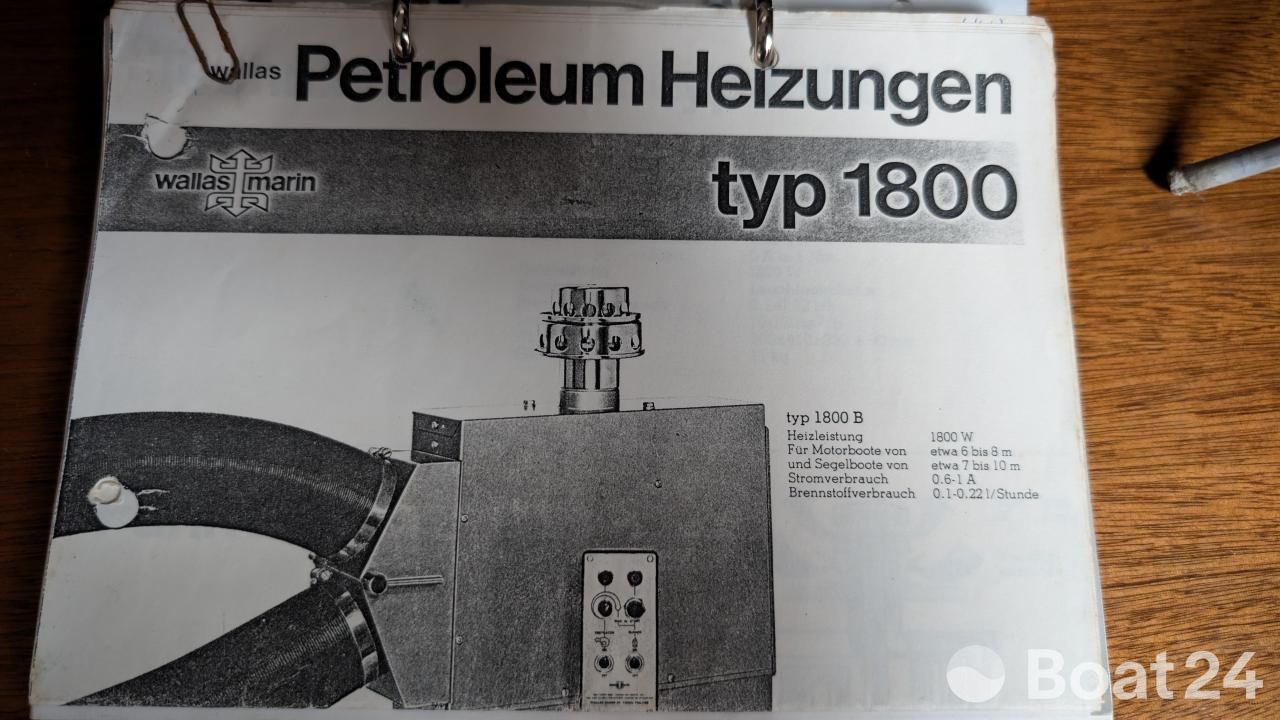 wallas Petroleum Heizungen
wallas marin
typ 1800
typ 1800 B
Heizleistung 1800 W
Für Motorboote von etwa 6 bis 8 m
und Segelboote von etwa 7 bis 10 m
Stromverbrauch 0.6-1 A
Brennstoffverbrauch 0.1-0.22 l/Stunde
Boat24